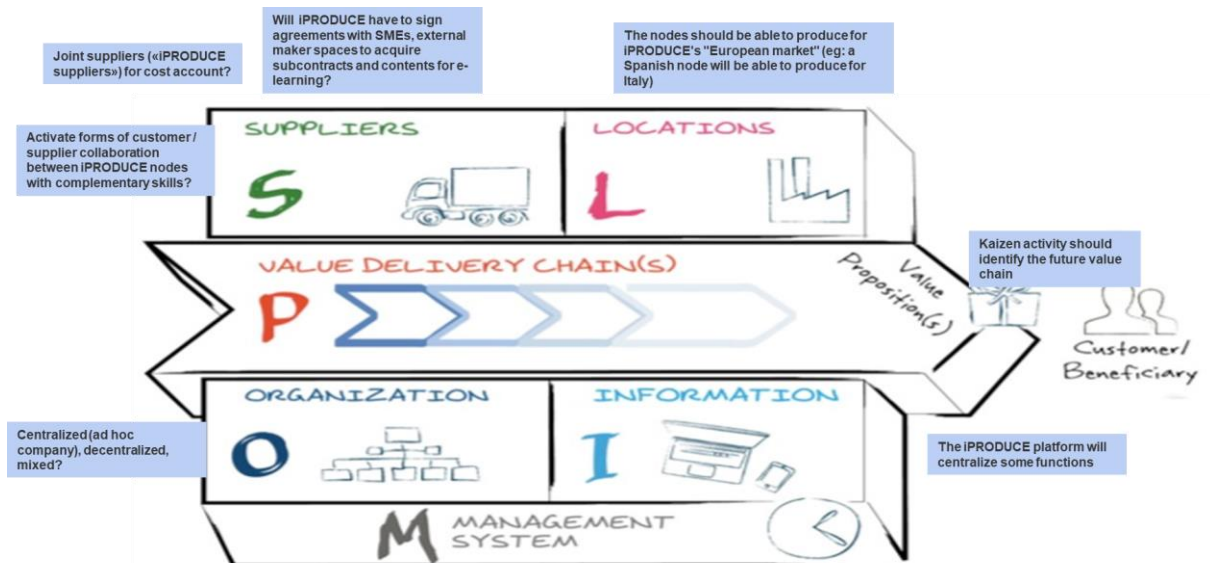 Will iPRODUCE have to sign
agreements with SMEs, external
maker spaces to acquire
subcontracts and contents for e-
learning?
The nodes should be able to produce for
iPRODUCE's "European market" (eg: a
Spanish node will be able to produce for
Italy)
Joint suppliers («iPRODUCE
suppliers») for cost account?
Activate forms of customer /
supplier collaboration
between iPRODUCE nodes
with complementary skills?
SUPPLIERS
S
LOCATIONS
L
Kaizen activity should
identify the future value
chain
VALUE DELIVERY CHAIN(S)
P
Value
Proposition(s)
Customer/
Beneficiary
Centralized (ad hoc
company), decentralized,
mixed?
ORGANIZATION
O
INFORMATION
I
The iPRODUCE platform will
centralize some functions
M
MANAGEMENT
SYSTEM